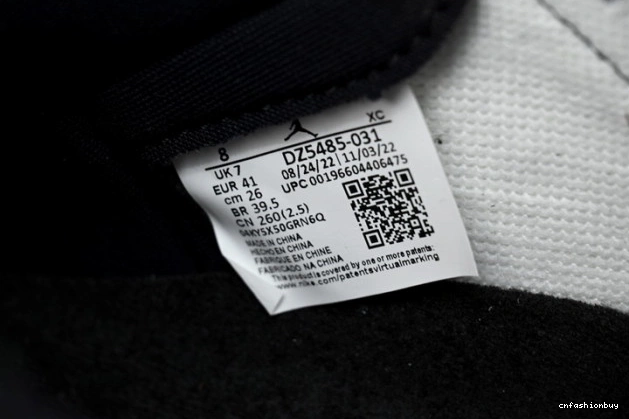 8 XC
UK 7 DZ5485-031
EUR 41 08/24/22 | 11/03/22
cm 26 UPC 00196604406475
BR 39.5
CN 260(2.5)
04KY5X50GRN6Q
MADE IN CHINA
HECHO EN CHINA
FABRIQUE EN CHINE
FABRICADO NA CHINA
This product is covered by one or more patents:
www.nike.com/patentsvirtualmarking
cnfashionbuy